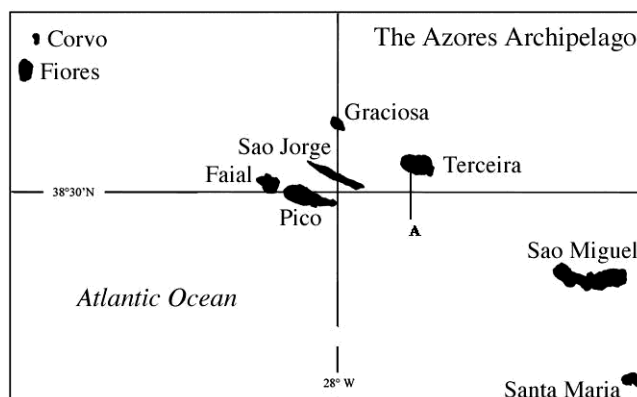 Corvo
The Azores Archipelago
Fiores
Graciosa
Sao Jorge
Faial
Terceira
38°30'N
Pico
A
Sao Miguel
Atlantic Ocean
28° W
Santa Maria